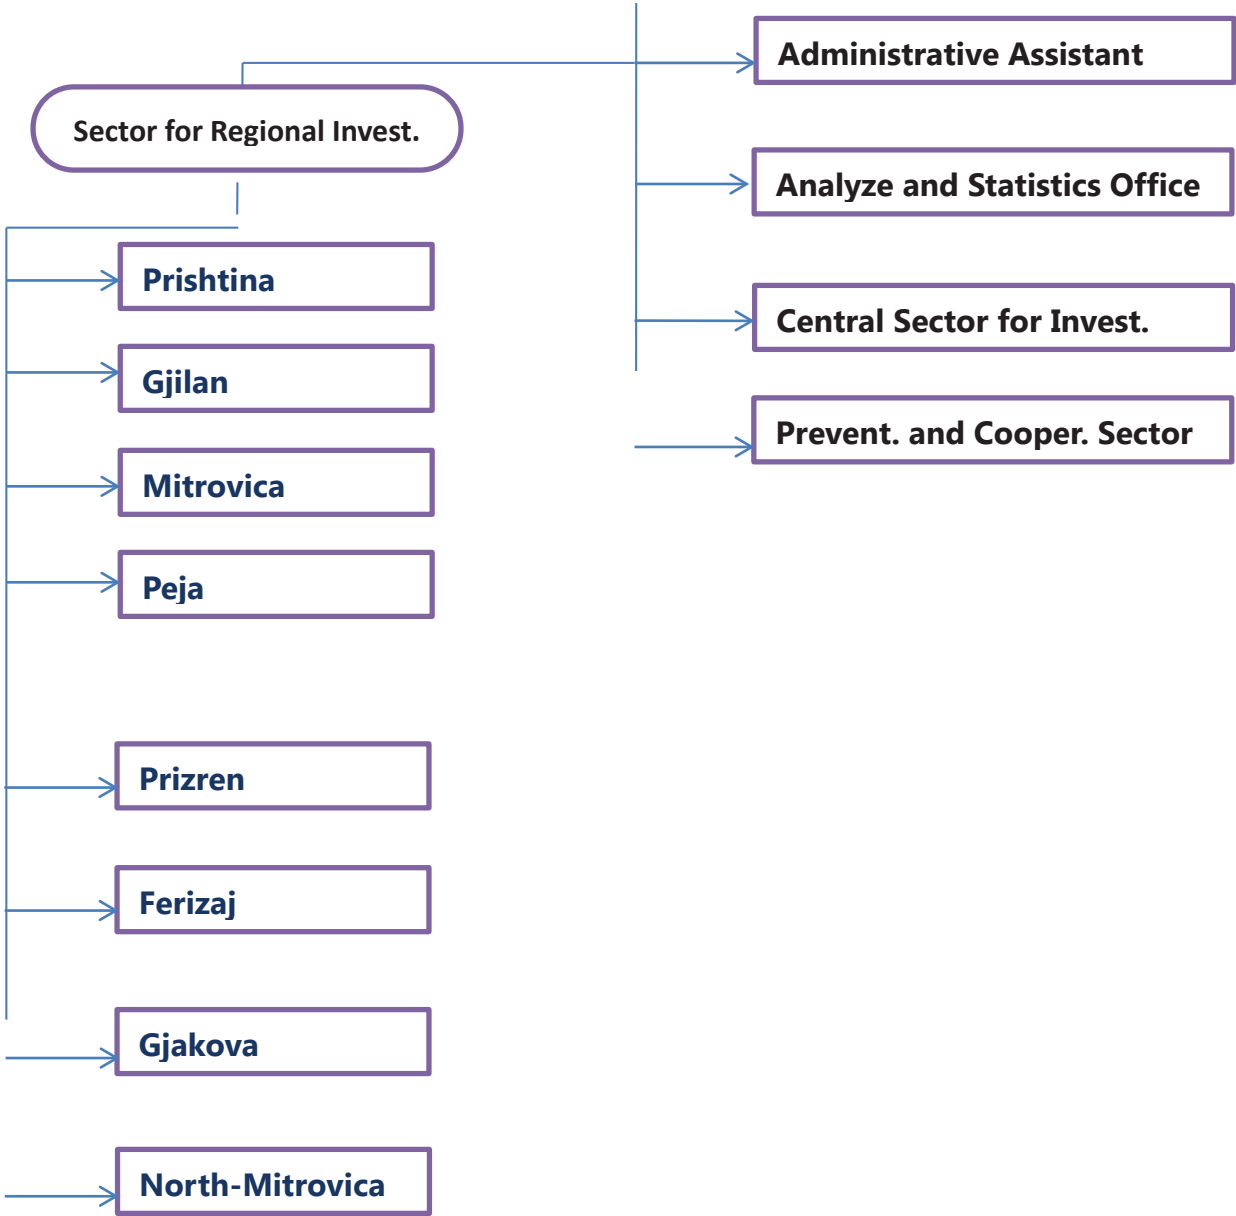 Administrative Assistant
Sector for Regional Invest.
Analyze and Statistics Office
Prishtina
Central Sector for Invest.
Gjilan
Prevent. and Cooper. Sector
Mitrovica
Peja
Prizren
Ferizaj
Gjakova
North-Mitrovica